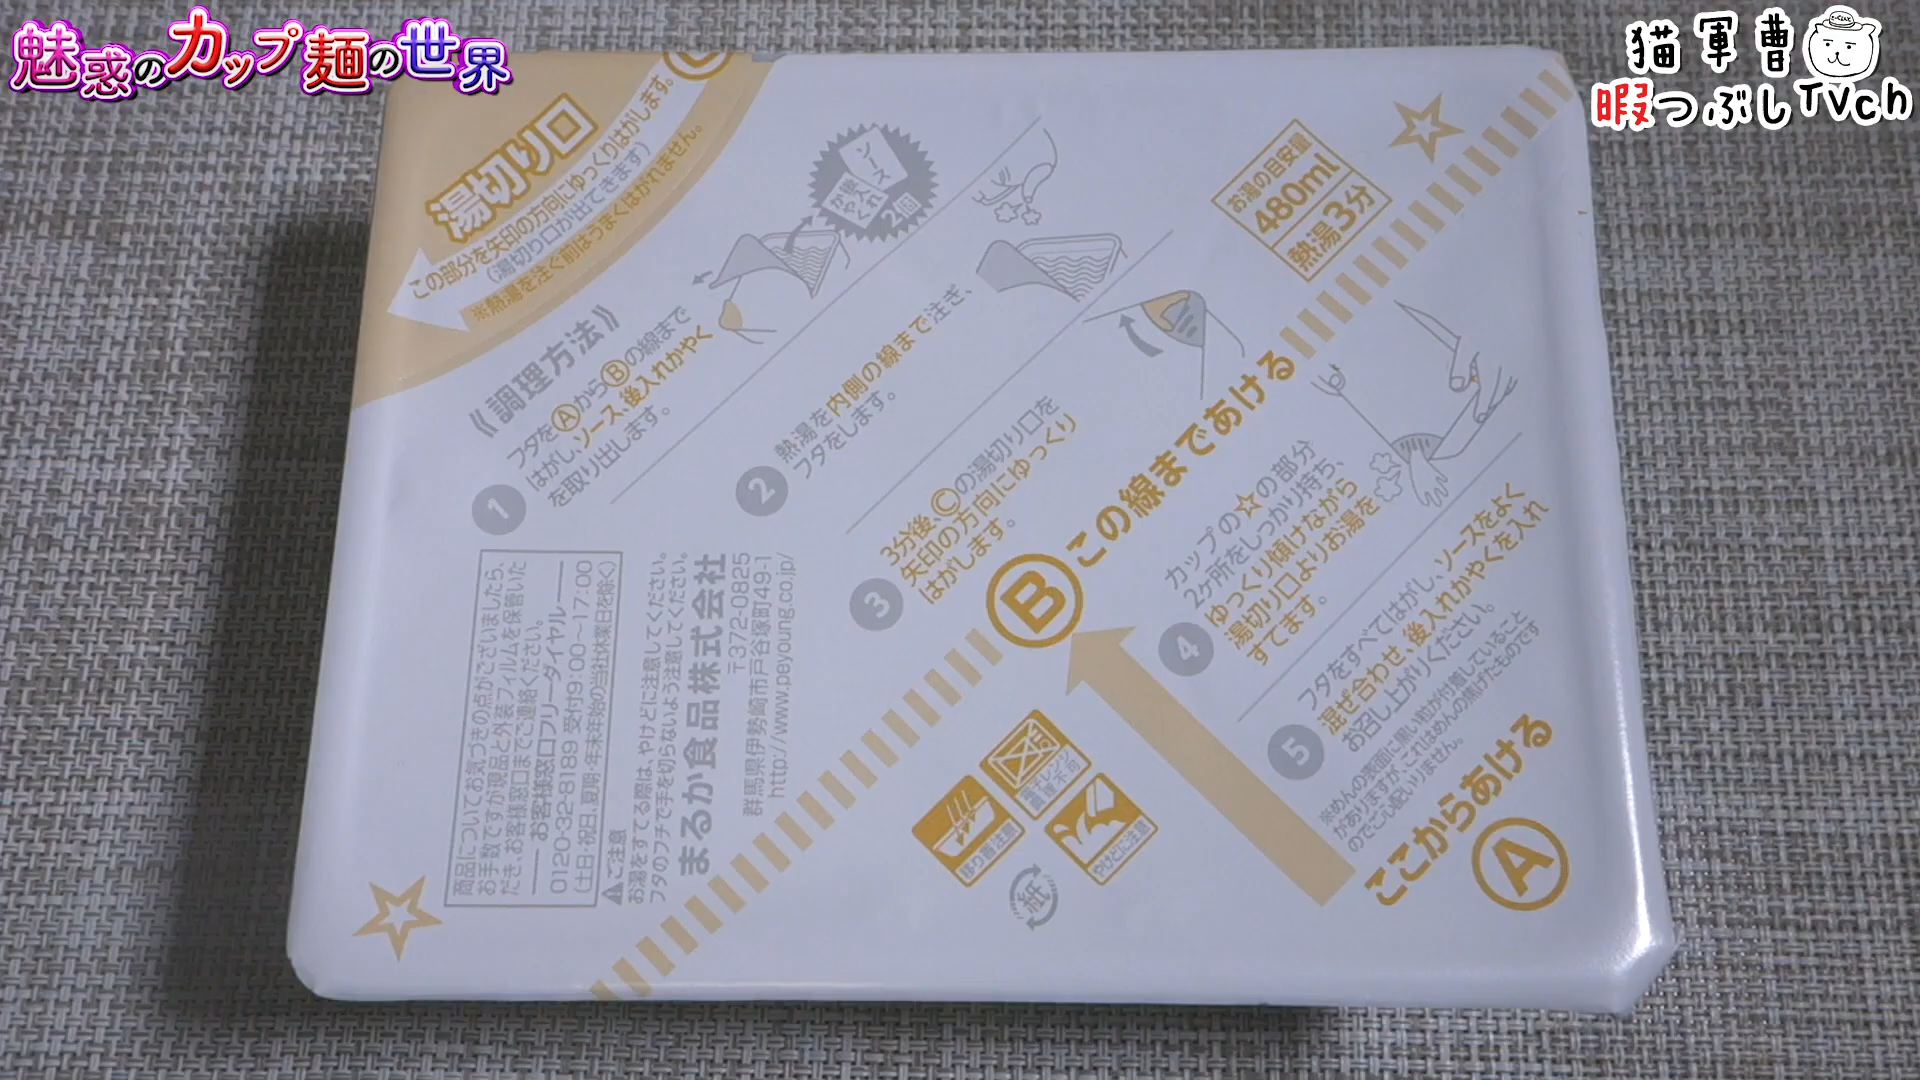 魅惑のカップ麺の世界
猫軍曹
暇つぶしTVch
湯切り口
この部分を矢印の方向にゆっくりはがします。
(湯切り口が出てきます)
※熱湯を注ぐ前はうまくはがれません。
C
ソース
後入れ
かやく
2個
お湯の目安量
480ml
熱湯3分
《調理方法》
1
フタをAからBの線まで
はがし、ソース、後入れかやく
を取り出します。
2
熱湯を内側の線まで注ぎ、
フタをします。
3
3分後、Cの湯切り口を
矢印の方向にゆっくり
はがします。
B
この線まであける
4
カップの☆の部分
2ヶ所をしっかり持ち、
ゆっくり傾けながら
湯切り口よりお湯を
すてます。
5
フタをすべてはがし、ソースをよく
混ぜ合わせ、後入れかやくを入れ
お召し上がりください。
※めんの表面に黒い粒が付着していること
がありますが、これはめんの焦げたものです
のでご心配いりません。
ここからあける
A
商品についてお気づきの点がございましたら、
お手数ですが現品と外装フィルムを保管いた
だき、お客様窓口までご連絡ください。
お客様窓口フリーダイヤル
0120-32-8189 受付9:00〜17:00
(土日・祝日、夏期・年末年始の当社休業日を除く)
ご注意
お湯をすてる際は、やけどに注意してください。
フタのフチで手を切らないよう注意してください。
まるか食品株式会社
〒372-0825
群馬県伊勢崎市戸谷塚町49-1
http://www.peyoung.co.jp/
移り香注意
電子レンジ
調理不可
やけどに注意
紙